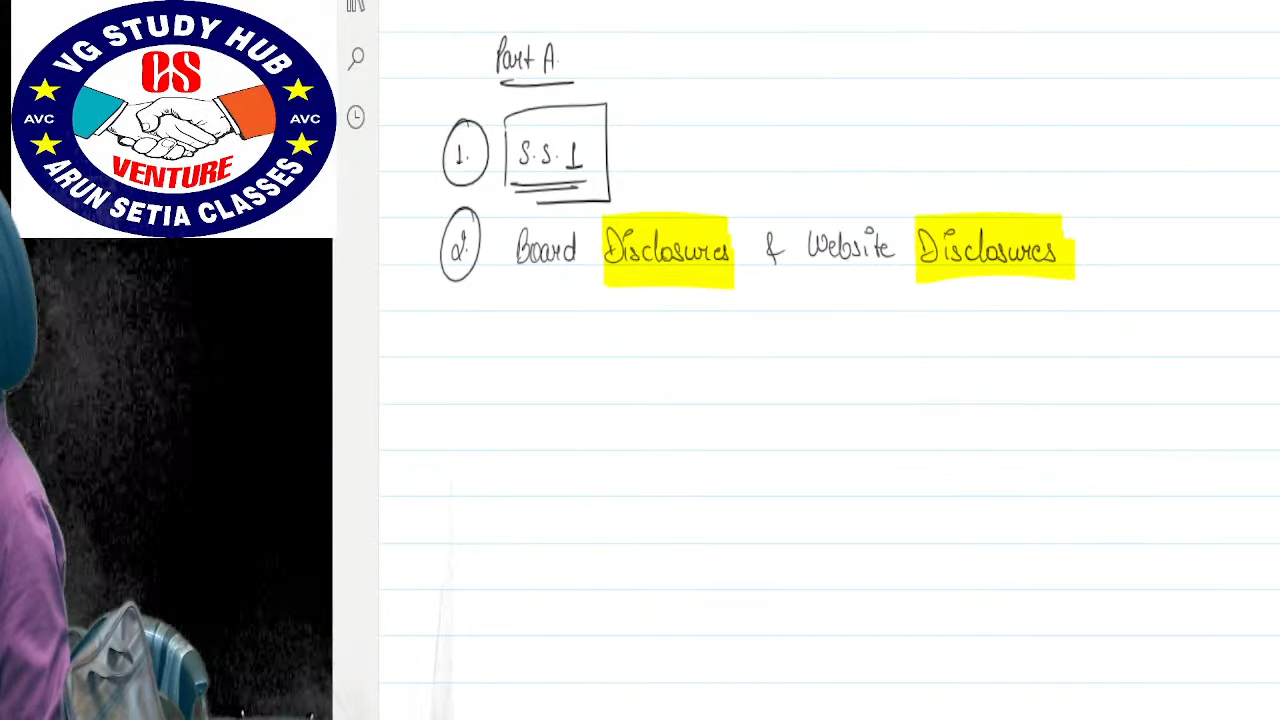 VG STUDY HUB
CS
AVC
AVC
VENTURE
ARUN SETIA CLASSES
Part A.
1. S.S. 1
2. Board Disclosures & Website Disclosures